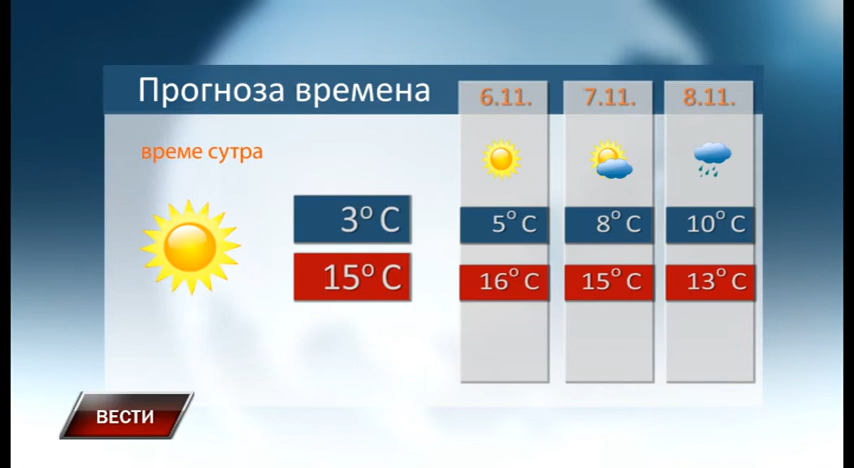 Прогноза времена
6.11. 7.11. 8.11.
време сутра
3° C
15° C
5° C 8° C 10° C
16° C 15° C 13° C
ВЕСТИ